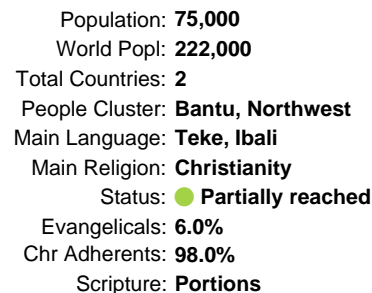 Population: 75,000
World Popl: 222,000
Total Countries: 2
People Cluster: Bantu, Northwest
Main Language: Teke, Ibali
Main Religion: Christianity
Status: Partially reached
Evangelicals: 6.0%
Chr Adherents: 98.0%
Scripture: Portions